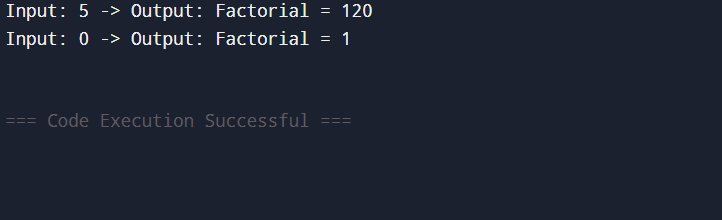 Input: 5 -> Output: Factorial = 120
Input: 0 -> Output: Factorial = 1
=== Code Execution Successful ===